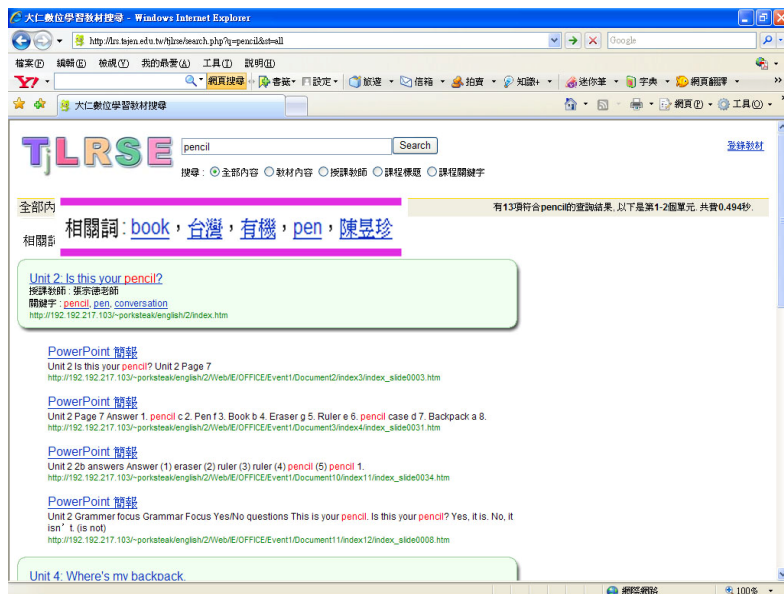 大仁數位學習教材搜尋 - Windows Internet Explorer
http://lrs.tajen.edu.tw/tjlrse/search.php?q=pencil&st=all
Google
檔案(F) 編輯(E) 檢視(V) 我的最愛(A) 工具(T) 說明(H)
Y! 網頁搜尋 書籤 設定 旅遊 信箱 拍賣 知識+ 迷你筆 字典 網頁翻譯 »
大仁數位學習教材搜尋 網頁(P) 工具(O) »
TjLRSE pencil Search 登錄教材
搜尋 : 全部內容 教材內容 授課教師 課程標題 課程關鍵字
全部內 有13項符合pencil的查詢結果, 以下是第1-2個單元. 共費0.494秒.
相關詞
相關詞 : book , 台灣 , 有機 , pen , 陳昱珍
Unit 2: Is this your pencil?
授課教師 : 張宗德老師
關鍵字 : pencil, pen, conversation
http://192.192.217.103/~porksteak/english/2/index.htm
PowerPoint 簡報
Unit 2 Is this your pencil? Unit 2 Page 7
http://192.192.217.103/~porksteak/english/2/Web/IE/OFFICE/Event1/Document2/index3/index_slide0003.htm
PowerPoint 簡報
Unit 2 Page 7 Answer 1. pencil c 2. Pen f 3. Book b 4. Eraser g 5. Ruler e 6. pencil case d 7. Backpack a 8.
http://192.192.217.103/~porksteak/english/2/Web/IE/OFFICE/Event1/Document3/index4/index_slide0031.htm
PowerPoint 簡報
Unit 2 2b answers Answer (1) eraser (2) ruler (3) ruler (4) pencil (5) pencil 1.
http://192.192.217.103/~porksteak/english/2/Web/IE/OFFICE/Event1/Document10/index11/index_slide0034.htm
PowerPoint 簡報
Unit 2 Grammer focus Grammar Focus Yes/No questions This is your pencil. Is this your pencil? Yes, it is. No, it
isn’t. (is not)
http://192.192.217.103/~porksteak/english/2/Web/IE/OFFICE/Event1/Document11/index12/index_slide0008.htm
Unit 4: Where's my backpack.
網際網路 100%